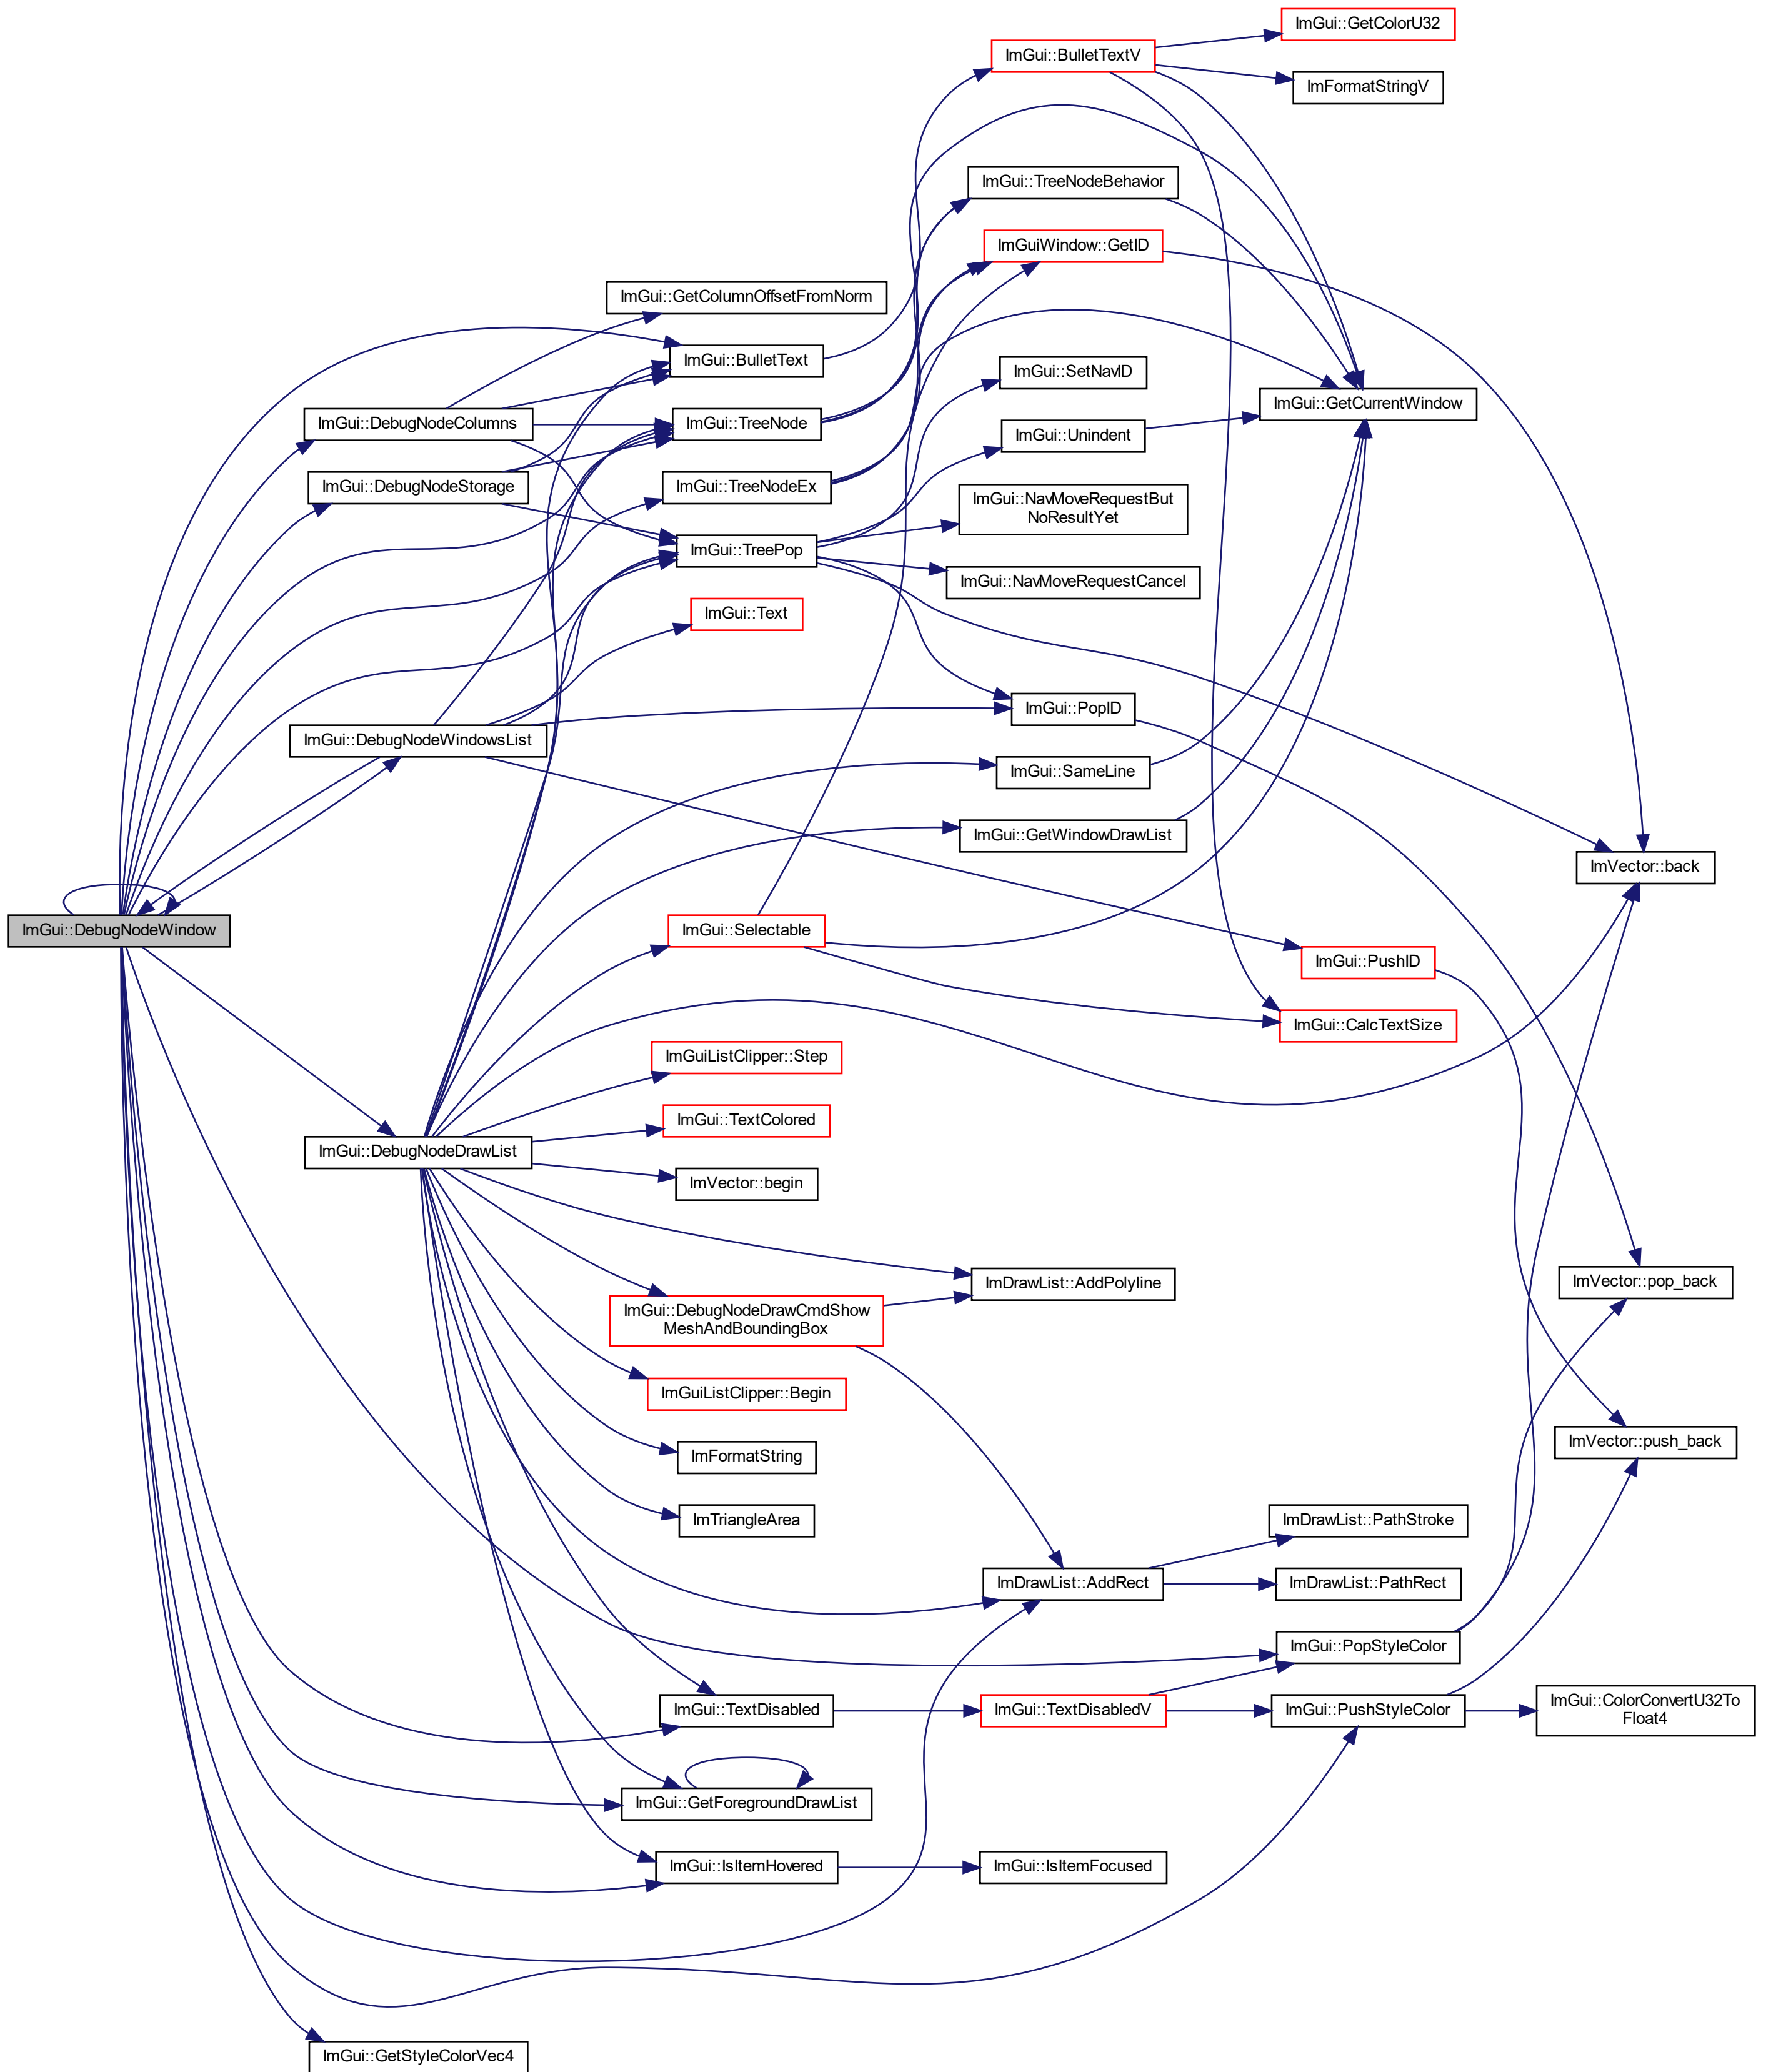 ImGui::GetColorU32
ImGui::BulletTextV
ImFormatStringV
ImGui::TreeNodeBehavior
ImGuiWindow::GetID
ImGui::GetColumnOffsetFromNorm
ImGui::BulletText
ImGui::SetNavID
ImGui::GetCurrentWindow
ImGui::DebugNodeColumns
ImGui::TreeNode
ImGui::Unindent
ImGui::DebugNodeStorage
ImGui::TreeNodeEx
ImGui::NavMoveRequestBut
NoResultYet
ImGui::TreePop
ImGui::NavMoveRequestCancel
ImGui::Text
ImGui::PopID
ImGui::DebugNodeWindowsList
ImGui::SameLine
ImGui::GetWindowDrawList
ImVector::back
ImGui::DebugNodeWindow
ImGui::Selectable
ImGui::PushID
ImGui::CalcTextSize
ImGuiListClipper::Step
ImGui::TextColored
ImGui::DebugNodeDrawList
ImVector::begin
ImDrawList::AddPolyline
ImVector::pop_back
ImGui::DebugNodeDrawCmdShow
MeshAndBoundingBox
ImGuiListClipper::Begin
ImVector::push_back
ImFormatString
ImTriangleArea
ImDrawList::PathStroke
ImDrawList::AddRect
ImDrawList::PathRect
ImGui::PopStyleColor
ImGui::TextDisabled
ImGui::TextDisabledV
ImGui::PushStyleColor
ImGui::ColorConvertU32To
Float4
ImGui::GetForegroundDrawList
ImGui::IsItemHovered
ImGui::IsItemFocused
ImGui::GetStyleColorVec4